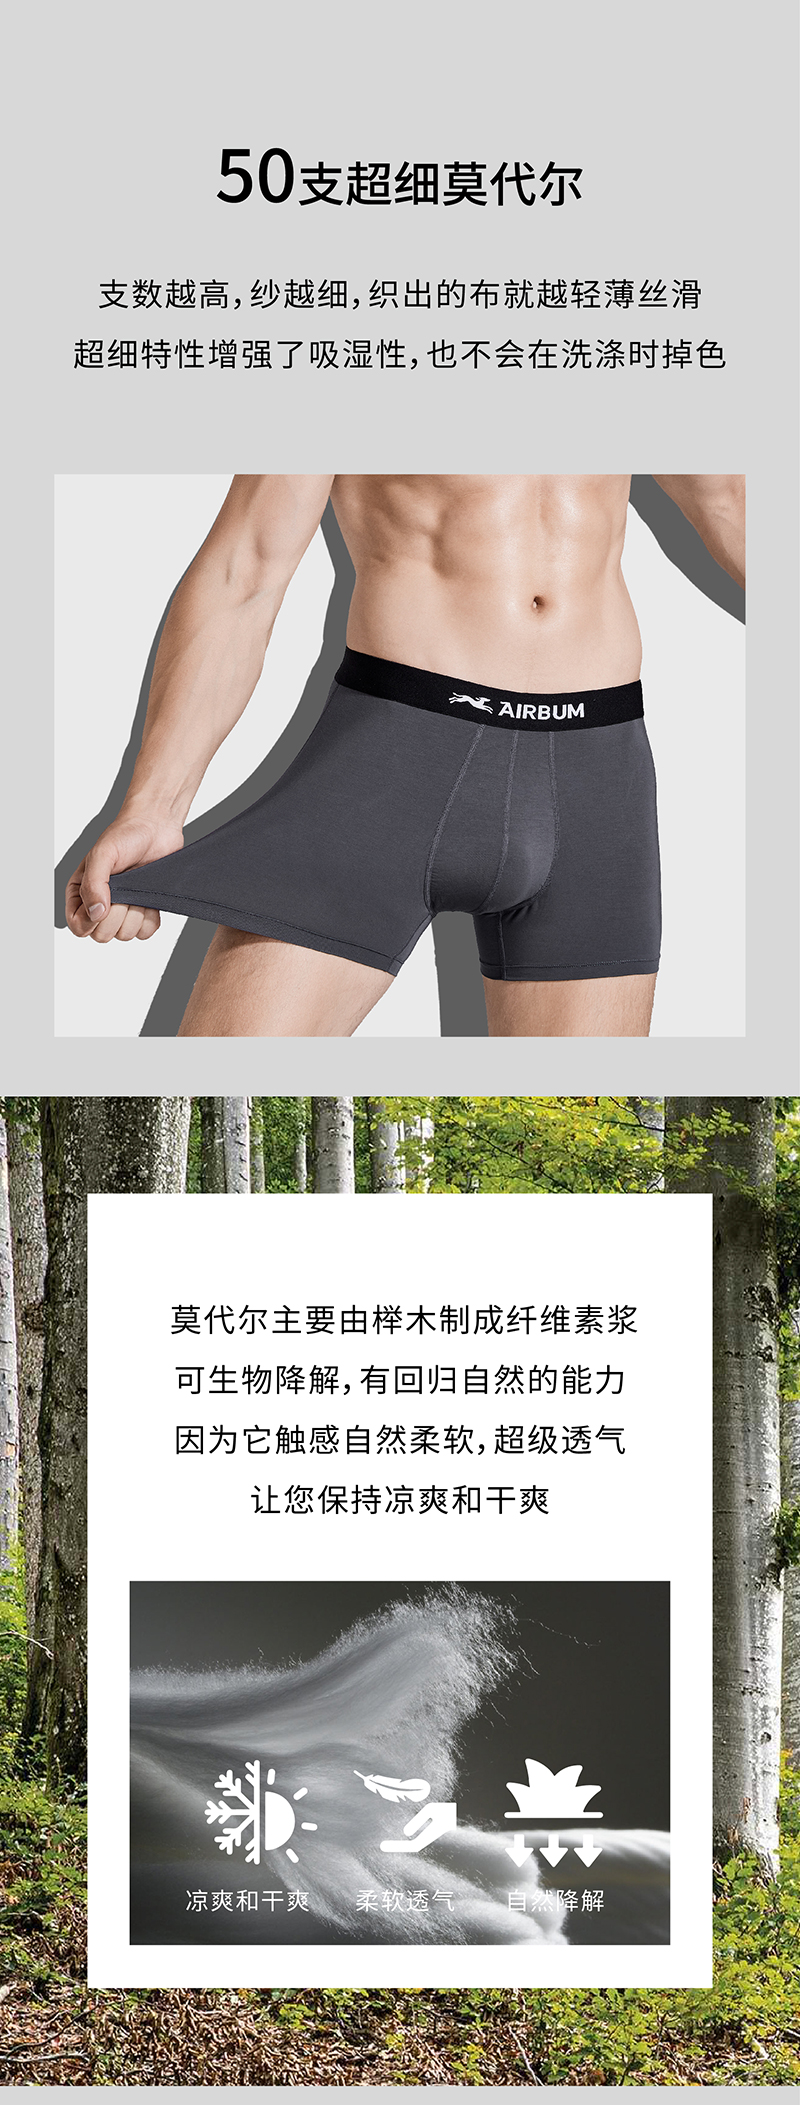 50支超细莫代尔
支数越高，纱越细，织出的布就越轻薄丝滑
超细特性增强了吸湿性，也不会在洗涤时掉色
AIRBUM
莫代尔主要由榉木制成纤维素浆
可生物降解，有回归自然的能力
因为它触感自然柔软，超级透气
让您保持凉爽和干爽
凉爽和干爽
柔软透气
自然降解